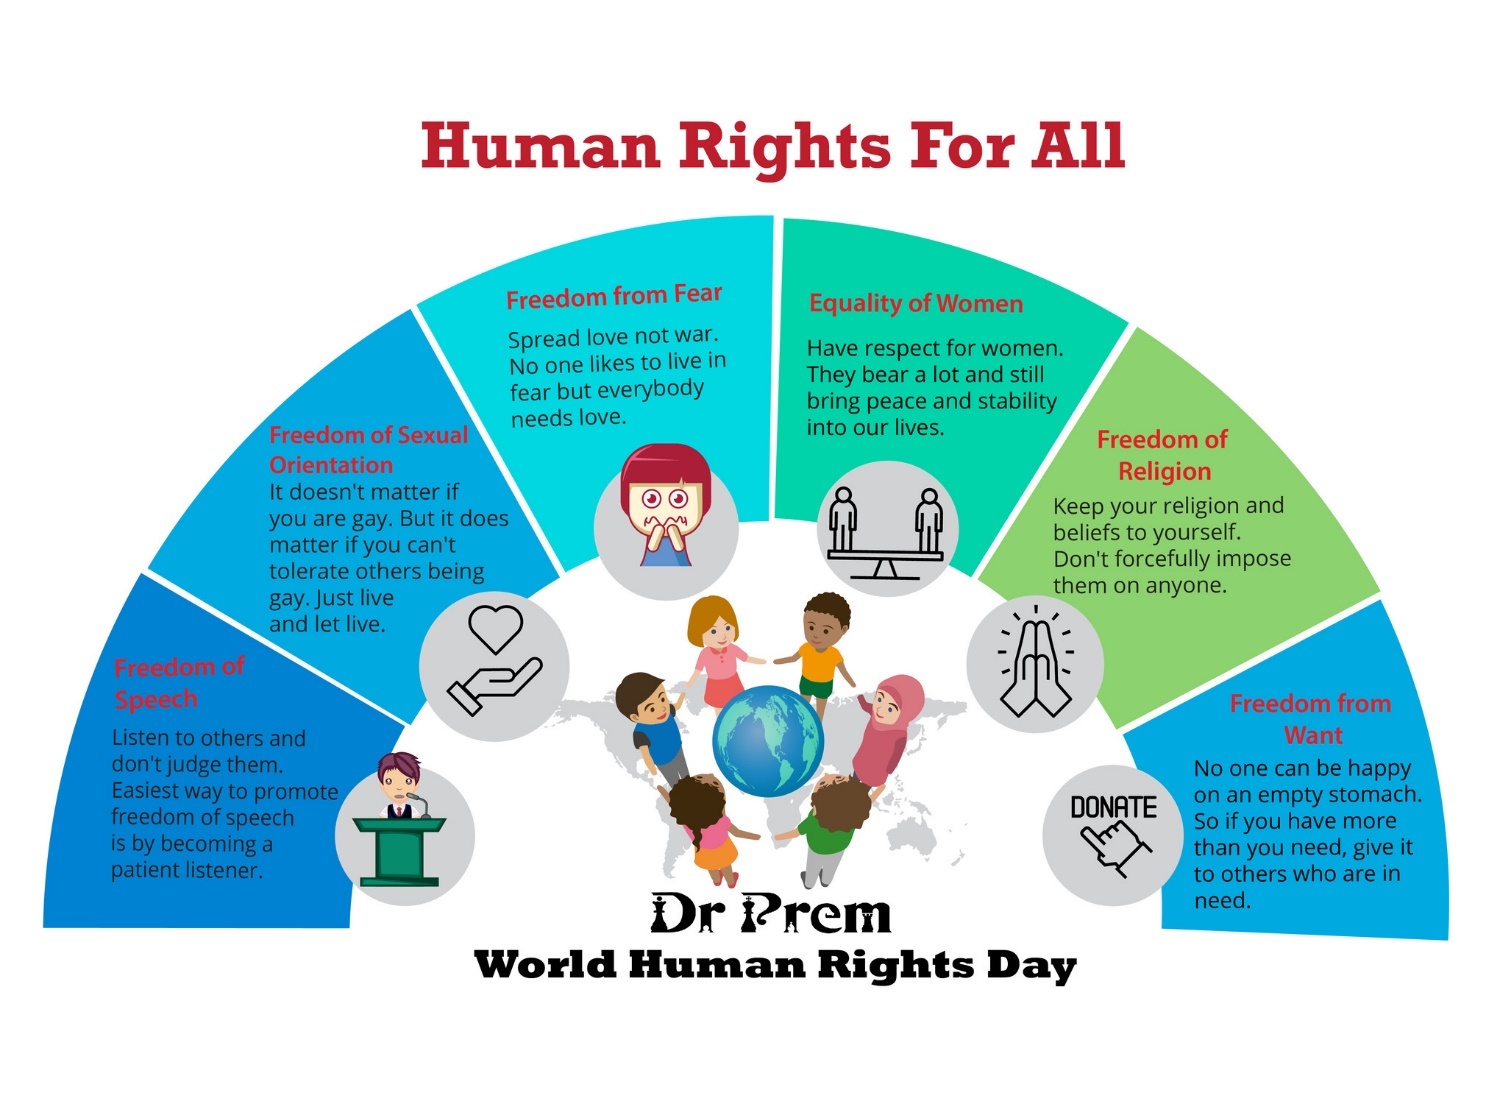 Human Rights For All
Freedom of
Speech
Listen to others and
don't judge them.
Easiest way to promote
freedom of speech
is by becoming a
patient listener.
Freedom of Sexual
Orientation
It doesn't matter if
you are gay. But it does
matter if you can't
tolerate others being
gay. Just live
and let live.
Freedom from Fear
Spread love not war.
No one likes to live in
fear but everybody
needs love.
Equality of Women
Have respect for women.
They bear a lot and still
bring peace and stability
into our lives.
Freedom of
Religion
Keep your religion and
beliefs to yourself.
Don't forcefully impose
them on anyone.
Freedom from
Want
No one can be happy
on an empty stomach.
So if you have more
than you need, give it
to others who are in
need.
DONATE
Dr Prem
World Human Rights Day